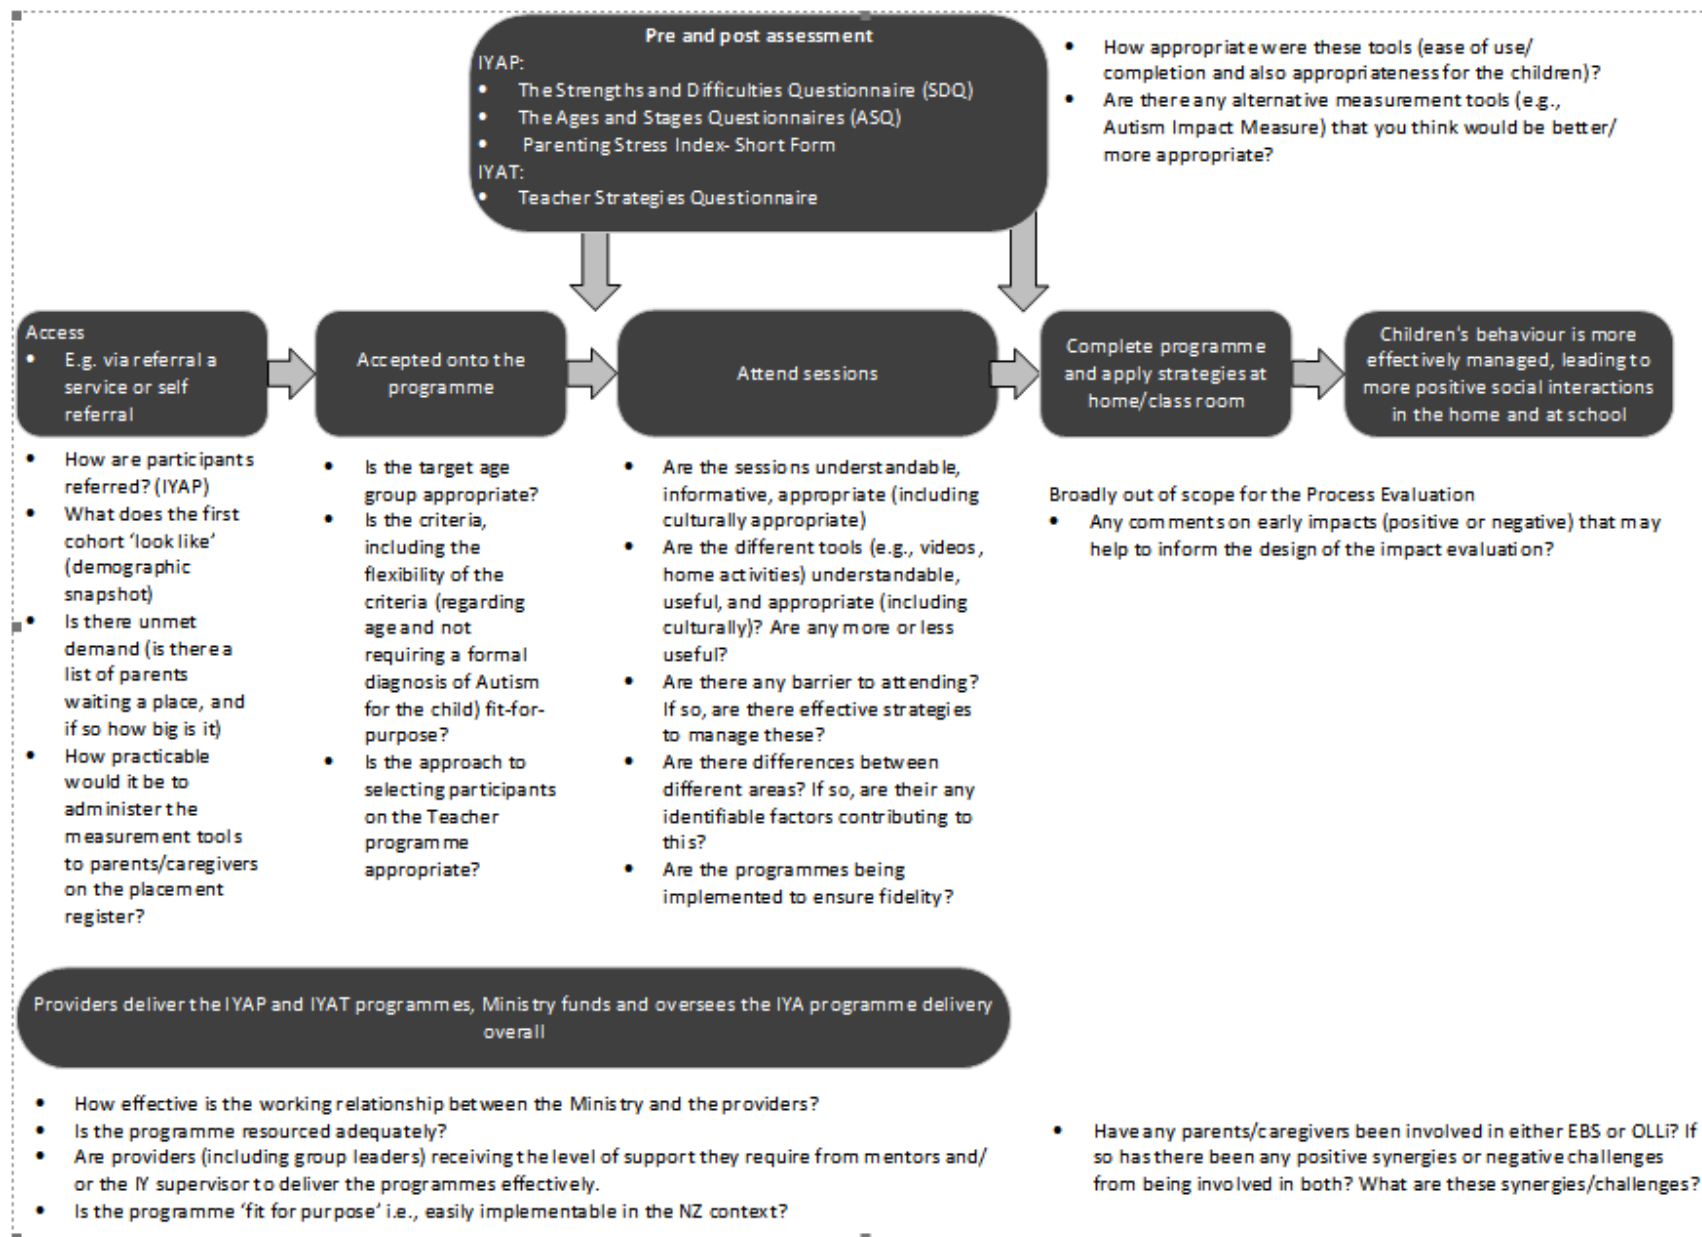 Pre and post assessment
IYAP:
• The Strengths and Difficulties Questionnaire (SDQ)
• The Ages and Stages Questionnaires (ASQ)
• Parenting Stress Index- Short Form
IYAT:
• Teacher Strategies Questionnaire
• How appropriate were these tools (ease of use/
completion and also appropriateness for the children)?
• Are there any alternative measurement tools (e.g.,
Autism Impact Measure) that you think would be better/
more appropriate?
Access
• E.g. via referral a
service or self
referral
Accepted onto the
programme
Attend sessions
Complete programme
and apply strategies at
home/class room
Children's behaviour is more
effectively managed, leading to
more positive social interactions
in the home and at school
• How are participants
referred? (IYAP)
• What does the first
cohort ‘look like’
(demographic
snapshot)
• Is there unmet
demand (is there a
list of parents
waiting a place, and
if so how big is it)
• How practicable
would it be to
administer the
measurement tools
to parents/caregivers
on the placement
register?
• Is the target age
group appropriate?
• Is the criteria,
including the
flexibility of the
criteria (regarding
age and not
requiring a formal
diagnosis of Autism
for the child) fit-for-
purpose?
• Is the approach to
selecting participants
on the Teacher
programme
appropriate?
• Are the sessions understandable,
informative, appropriate (including
culturally appropriate)
• Are the different tools (e.g., videos,
home activities) understandable,
useful, and appropriate (including
culturally)? Are any more or less
useful?
• Are there any barrier to attending?
If so, are there effective strategies
to manage these?
• Are there differences between
different areas? If so, are their any
identifiable factors contributing to
this?
• Are the programmes being
implemented to ensure fidelity?
Broadly out of scope for the Process Evaluation
• Any comments on early impacts (positive or negative) that may
help to inform the design of the impact evaluation?
Providers deliver the IYAP and IYAT programmes, Ministry funds and oversees the IYA programme delivery
overall
• How effective is the working relationship between the Ministry and the providers?
• Is the programme resourced adequately?
• Are providers (including group leaders) receiving the level of support they require from mentors and/
or the IY supervisor to deliver the programmes effectively.
• Is the programme ‘fit for purpose’ i.e., easily implementable in the NZ context?
• Have any parents/caregivers been involved in either EBS or OLLi? If
so has there been any positive synergies or negative challenges
from being involved in both? What are these synergies/challenges?